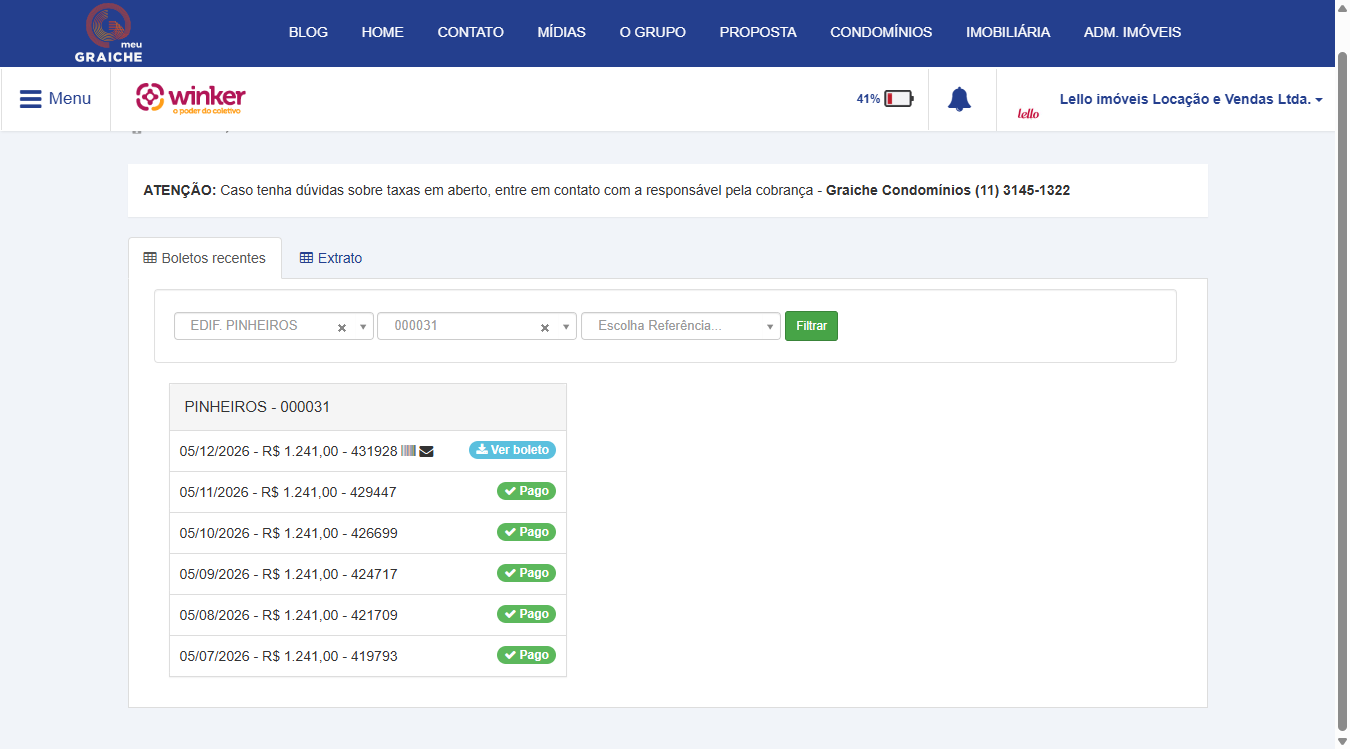 meu
GRAICHE
BLOG HOME CONTATO MÍDIAS O GRUPO PROPOSTA CONDOMÍNIOS IMOBILIÁRIA ADM. IMÓVEIS
Menu
winker
o poder do coletivo
41%
lello
Lello imóveis Locação e Vendas Ltda.
ATENÇÃO: Caso tenha dúvidas sobre taxas em aberto, entre em contato com a responsável pela cobrança - Graiche Condomínios (11) 3145-1322
Boletos recentes Extrato
EDIF. PINHEIROS × 000031 × Escolha Referência... Filtrar
PINHEIROS - 000031
05/12/2026 - R$ 1.241,00 - 431928 Ver boleto
05/11/2026 - R$ 1.241,00 - 429447 Pago
05/10/2026 - R$ 1.241,00 - 426699 Pago
05/09/2026 - R$ 1.241,00 - 424717 Pago
05/08/2026 - R$ 1.241,00 - 421709 Pago
05/07/2026 - R$ 1.241,00 - 419793 Pago